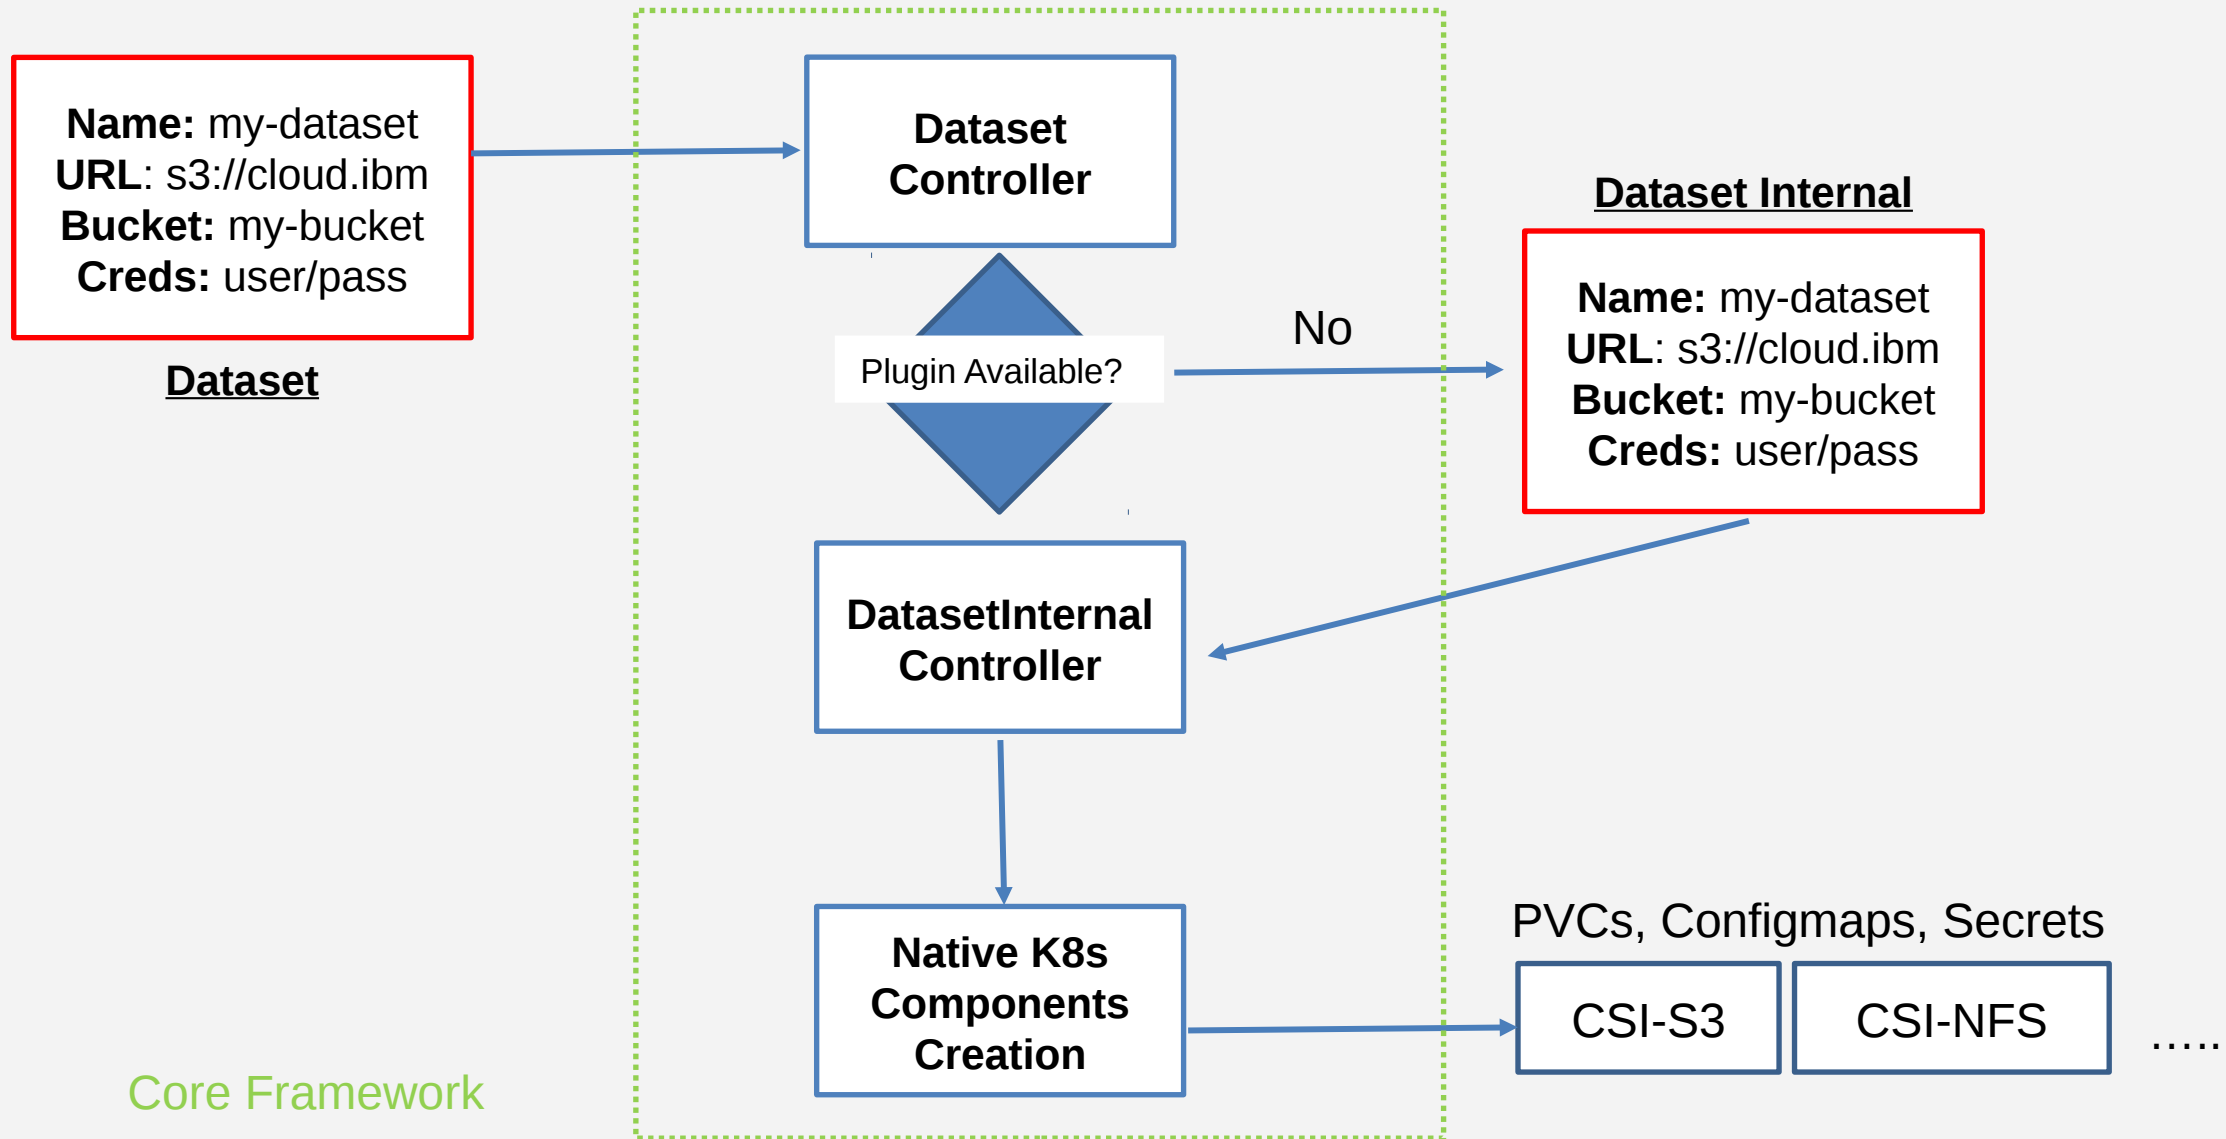 Name: my-dataset
URL: s3://cloud.ibm
Bucket: my-bucket
Creds: user/pass
Dataset
Dataset
Controller
Plugin Available?
No
Dataset Internal
Name: my-dataset
URL: s3://cloud.ibm
Bucket: my-bucket
Creds: user/pass
DatasetInternal
Controller
Native K8s
Components
Creation
PVCs, Configmaps, Secrets
CSI-S3
CSI-NFS
.....
Core Framework